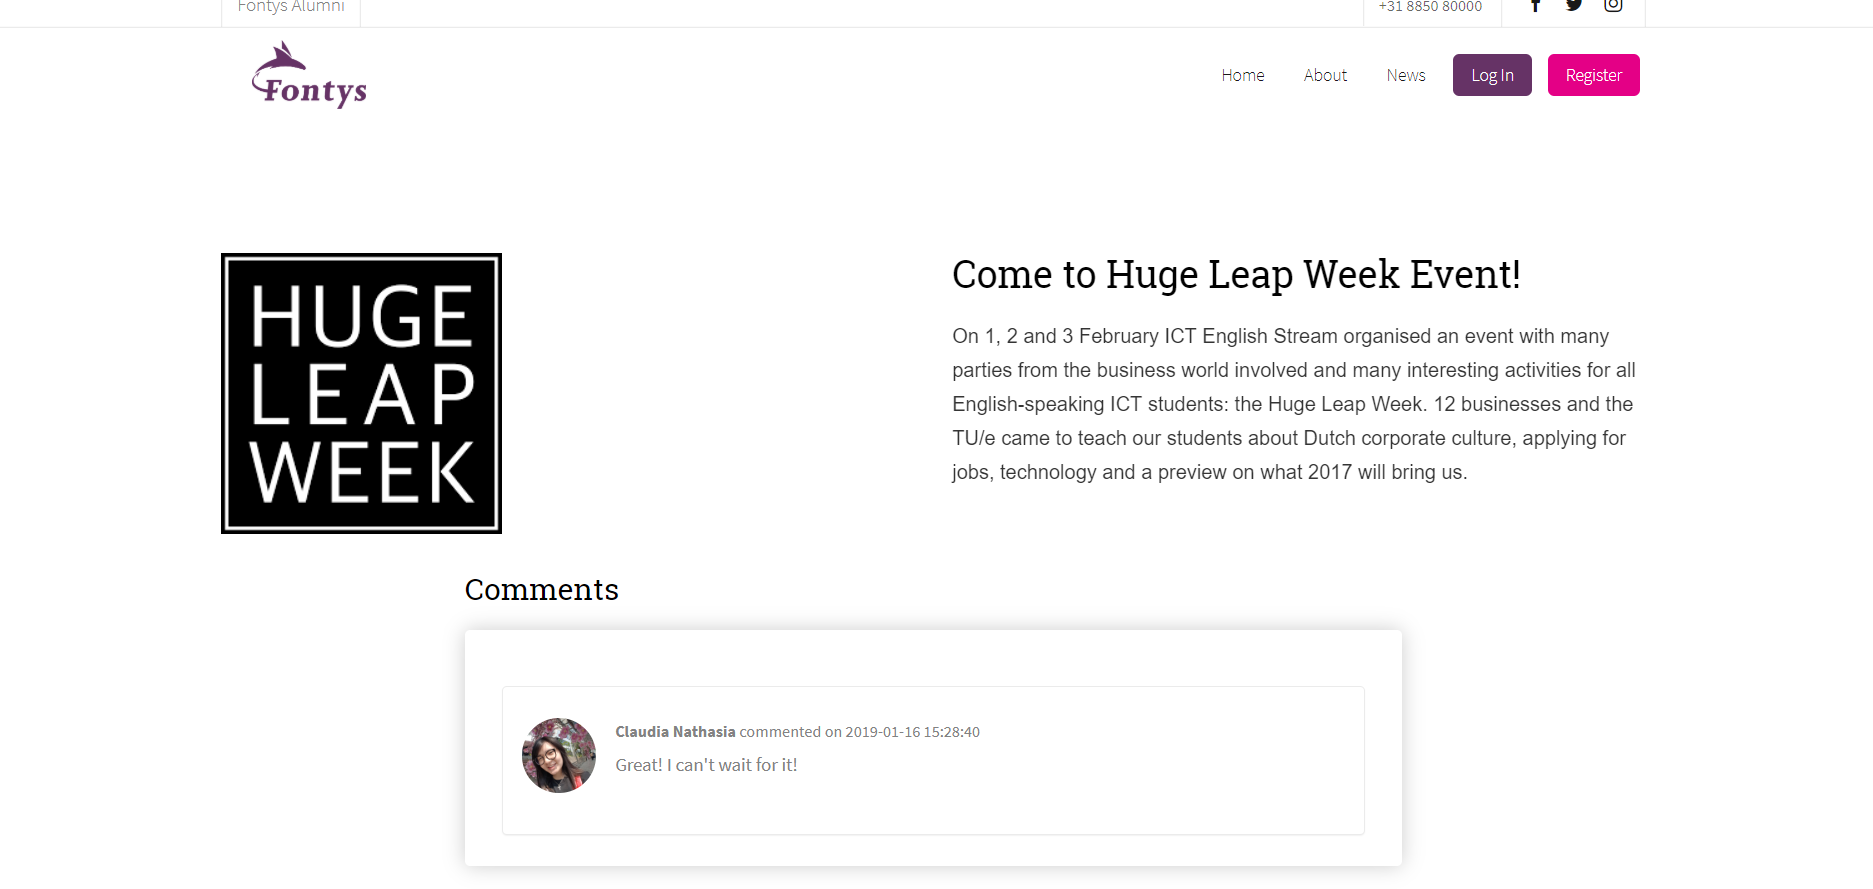 Fontys Alumni
+31 8850 80000
Fontys
Home
About
News
Log In
Register
HUGE
LEAP
WEEK
Come to Huge Leap Week Event!
On 1, 2 and 3 February ICT English Stream organised an event with many
parties from the business world involved and many interesting activities for all
English-speaking ICT students: the Huge Leap Week. 12 businesses and the
TU/e came to teach our students about Dutch corporate culture, applying for
jobs, technology and a preview on what 2017 will bring us.
Comments
Claudia Nathasia commented on 2019-01-16 15:28:40
Great! I can't wait for it!